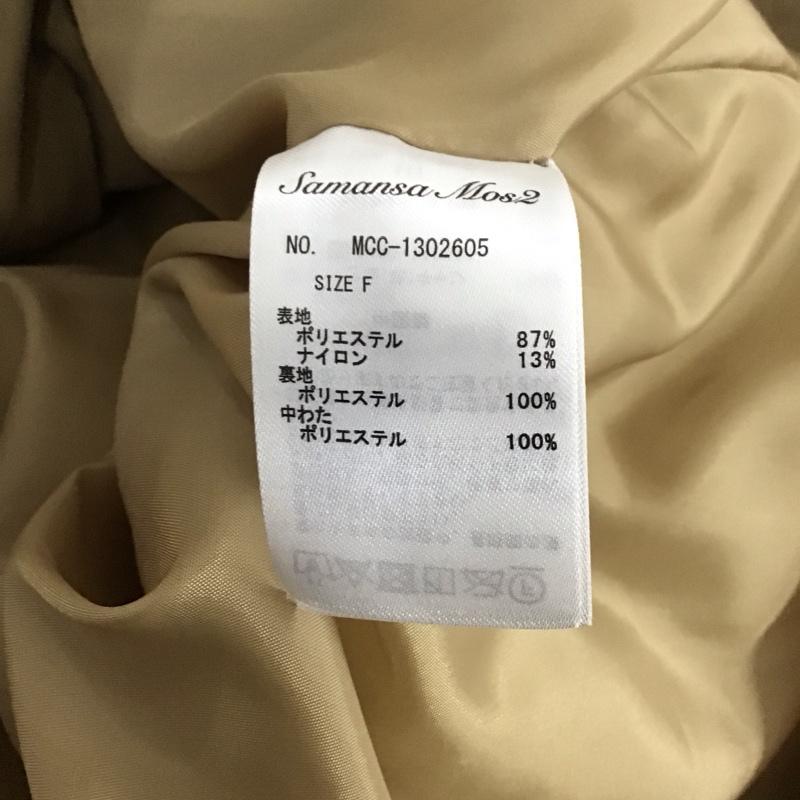 Samansa Mos2
NO. MCC-1302605
SIZE F
表地
ポリエステル 87%
ナイロン 13%
裏地
ポリエステル 100%
中わた
ポリエステル 100%